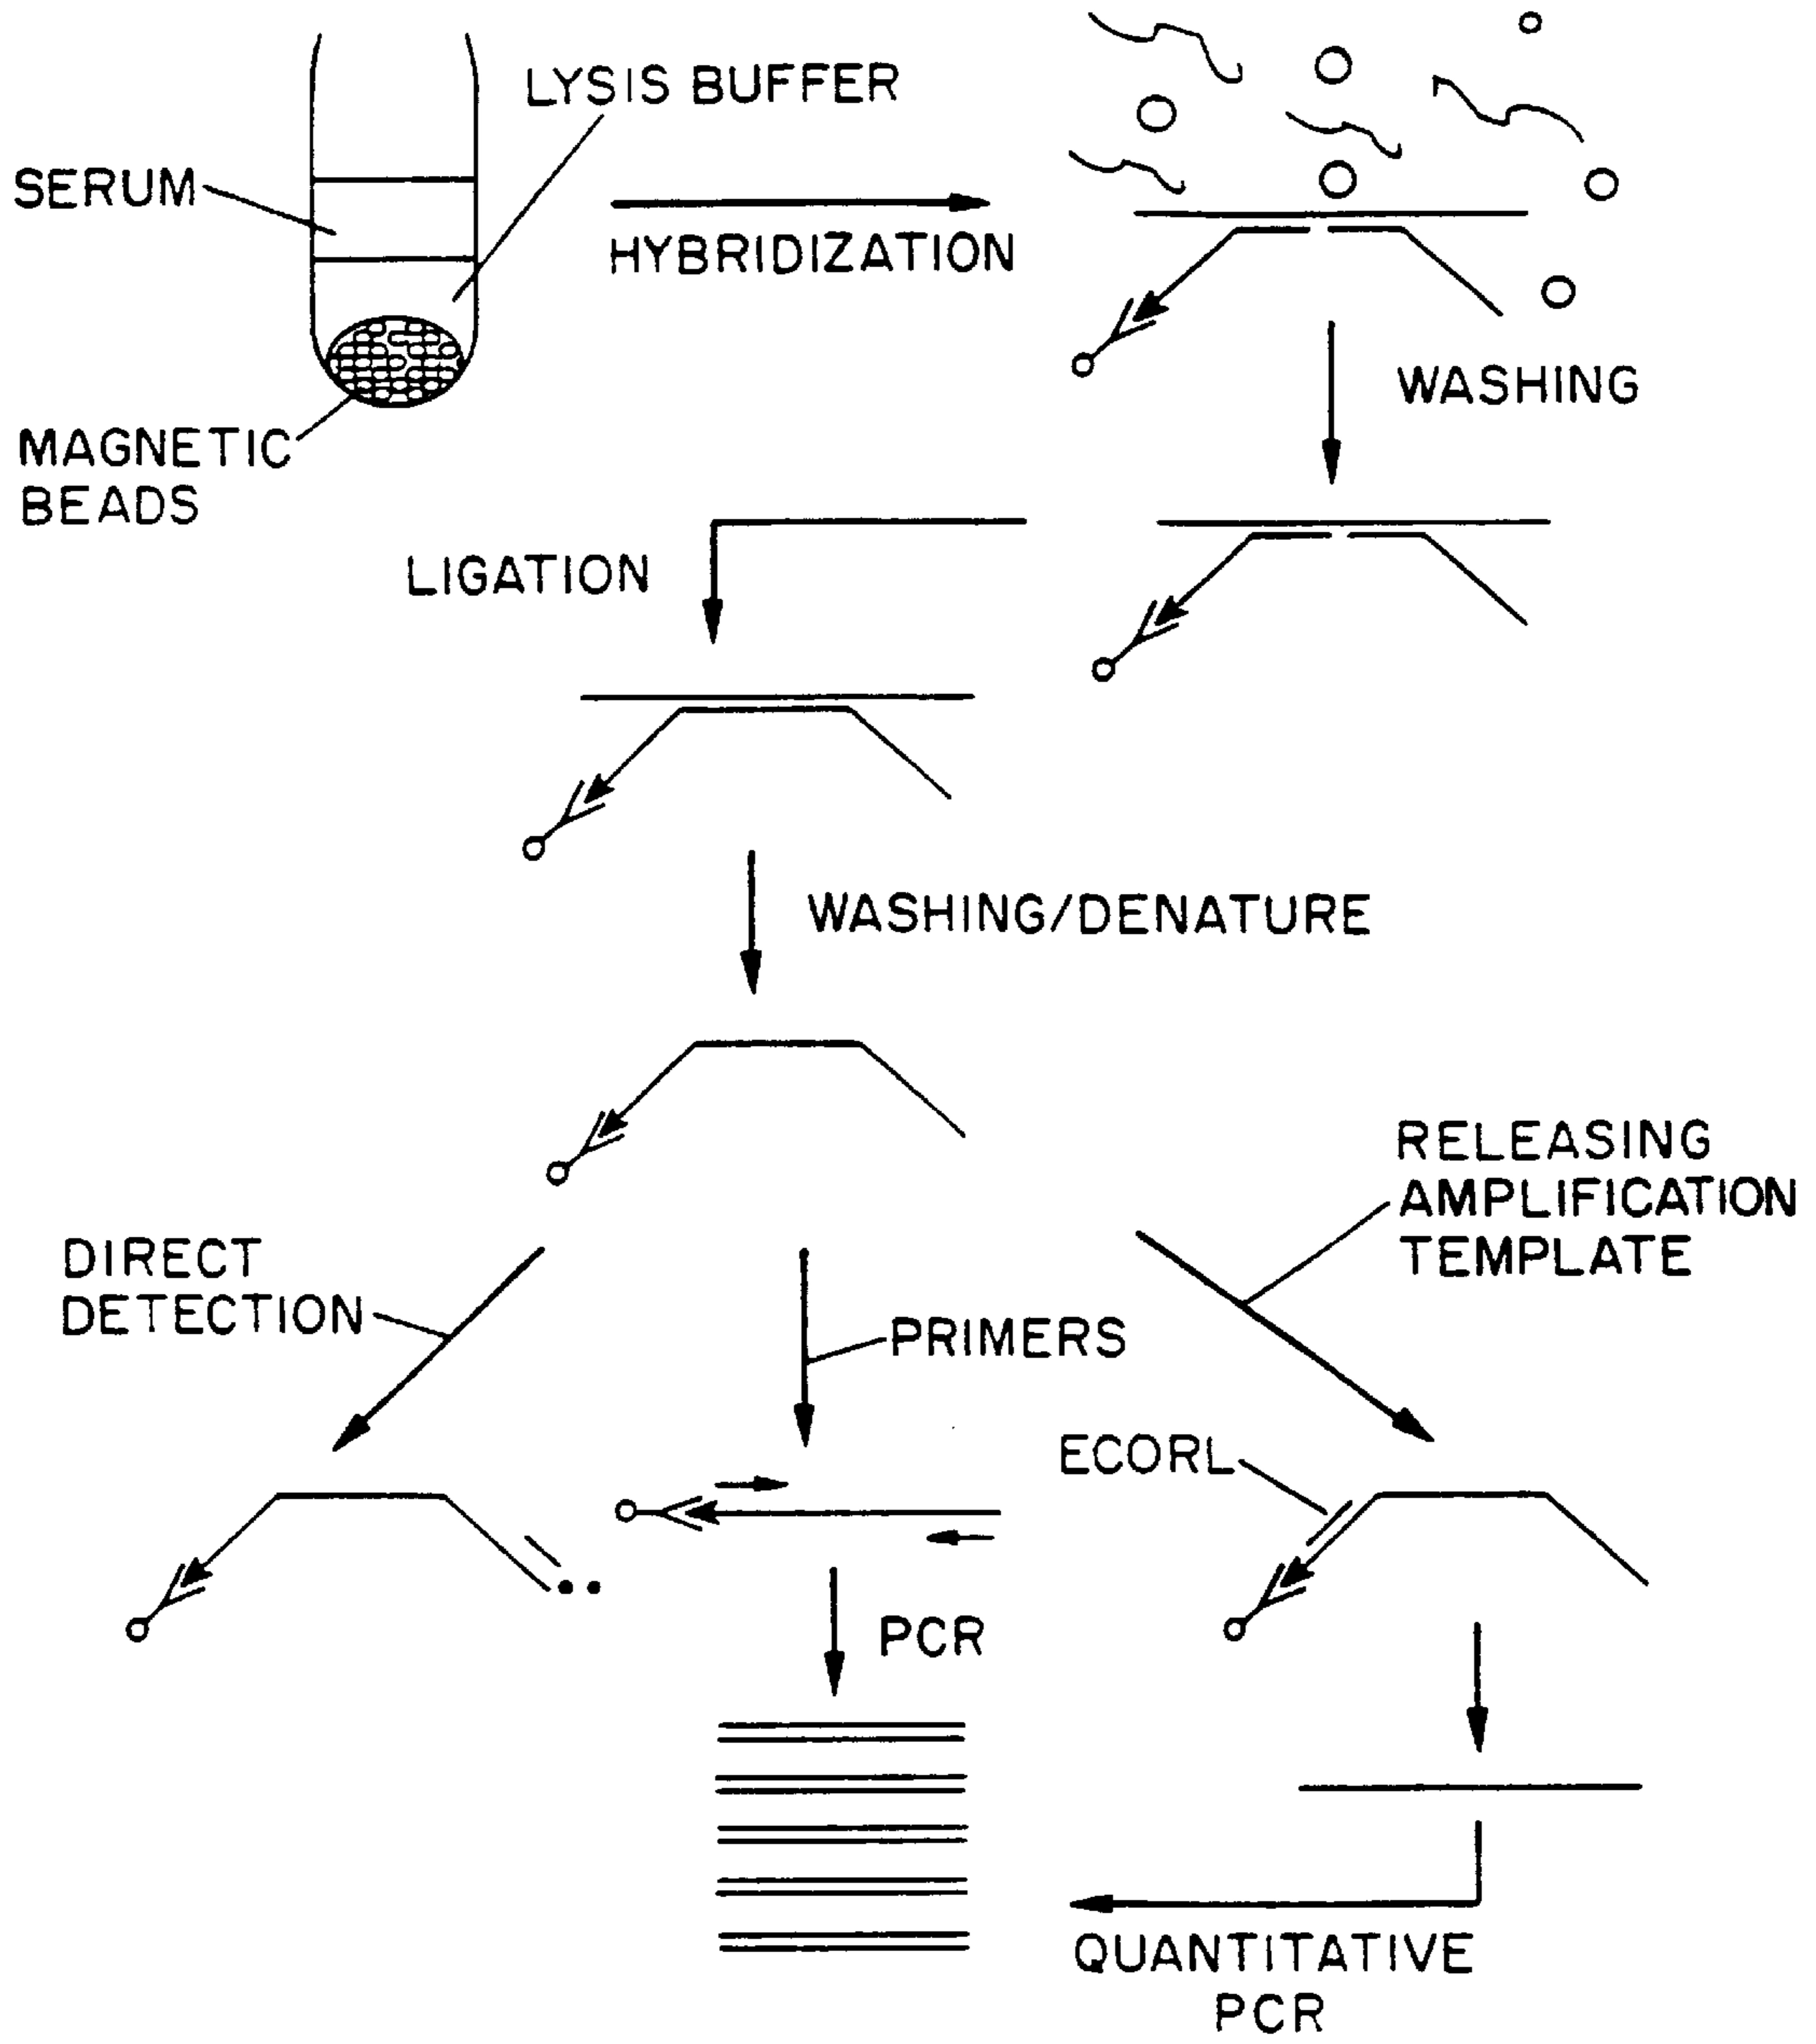 LYSIS BUFFER
SERUM
HYBRIDIZATION
WASHING
MAGNETIC
BEADS
LIGATION
WASHING/DENATURE
RELEASING
AMPLIFICATION
TEMPLATE
DIRECT
DETECTION
PRIMERS
ECORL
PCR
QUANTITATIVE
PCR